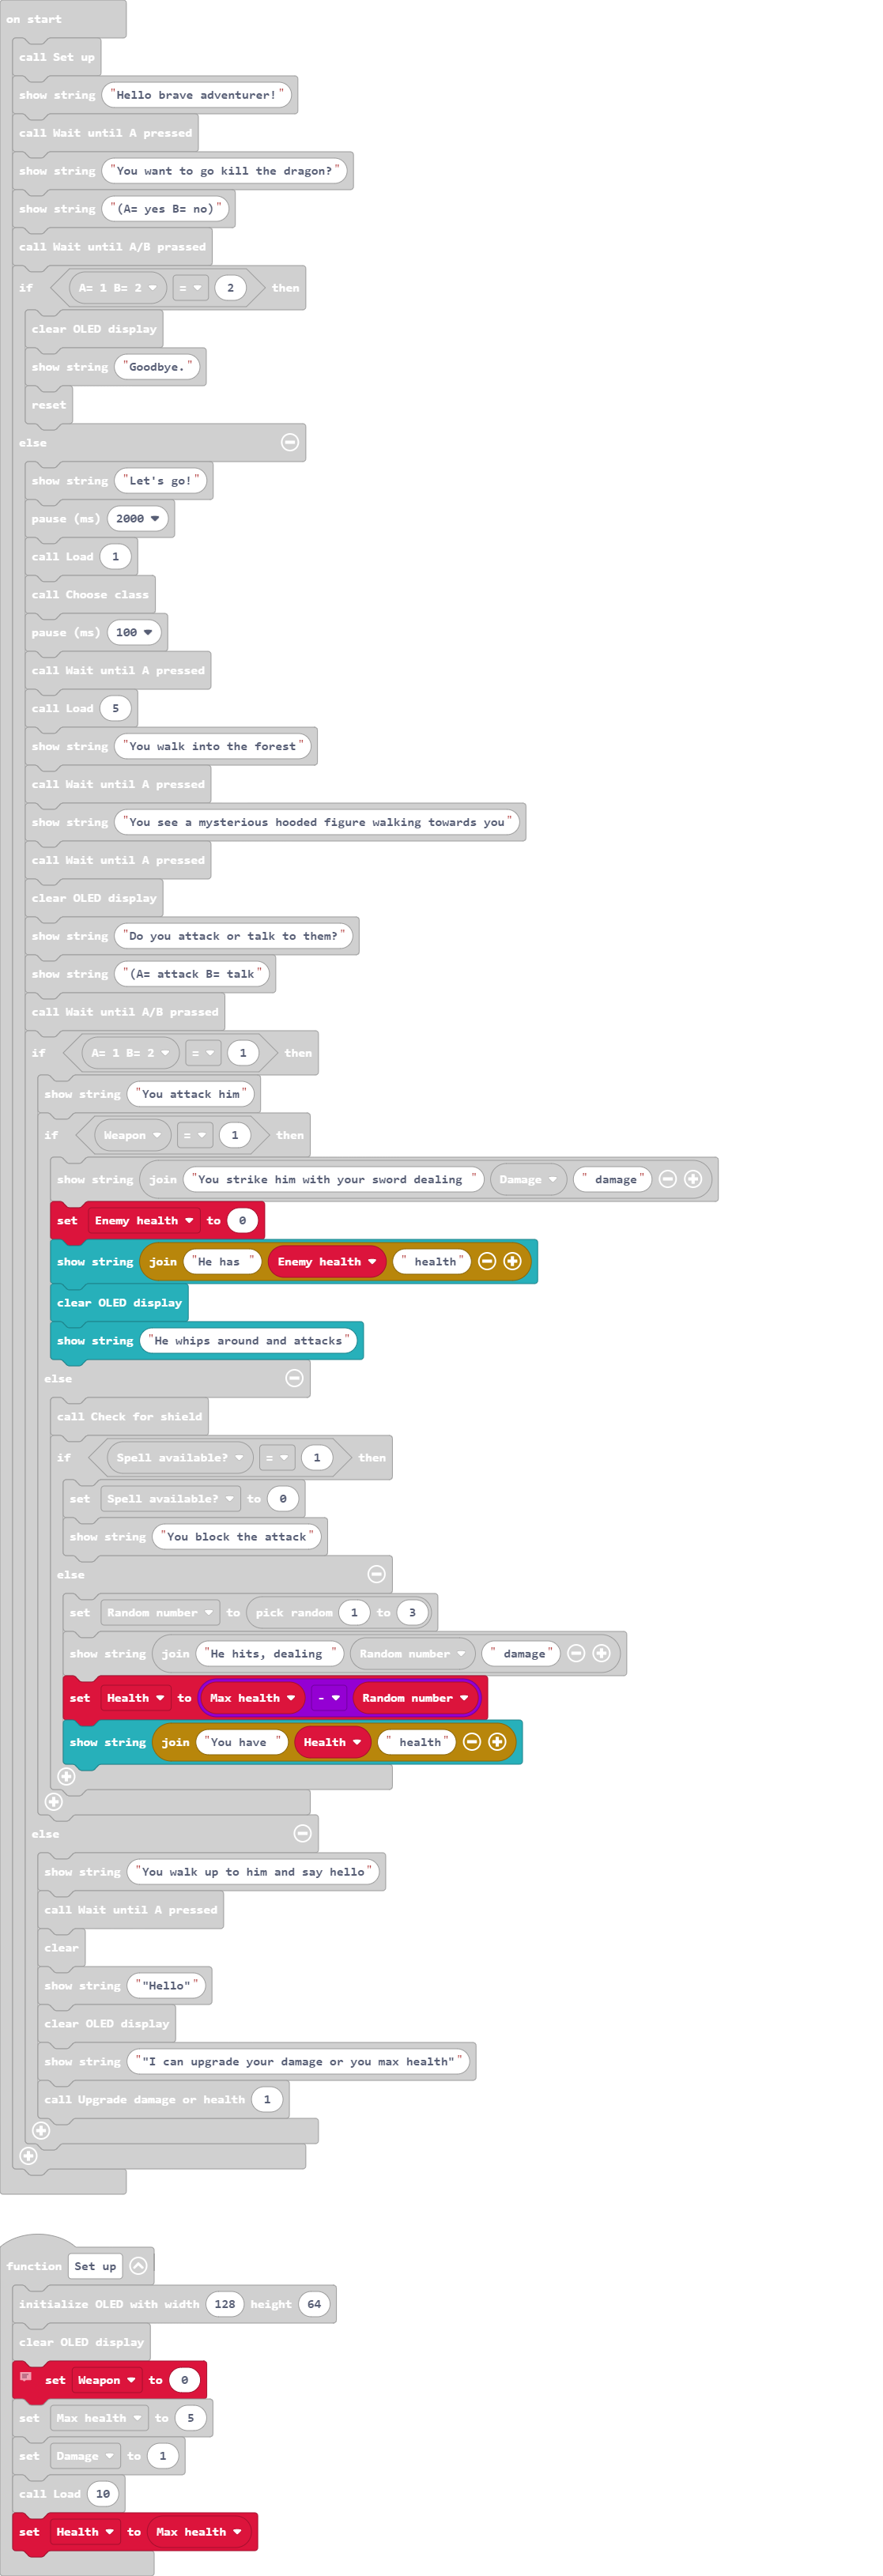 on start
call Set up
show string "Hello brave adventurer!"
call Wait until A pressed
show string "You want to go kill the dragon?"
show string "(A= yes B= no)"
call Wait until A/B prassed
if A= 1 B= 2 = 2 then
clear OLED display
show string "Goodbye."
reset
else
show string "Let's go!"
pause (ms) 2000
call Load 1
call Choose class
pause (ms) 100
call Wait until A pressed
call Load 5
show string "You walk into the forest"
call Wait until A pressed
show string "You see a mysterious hooded figure walking towards you"
call Wait until A pressed
clear OLED display
show string "Do you attack or talk to them?"
show string "(A= attack B= talk"
call Wait until A/B prassed
if A= 1 B= 2 = 1 then
show string "You attack him"
if Weapon = 1 then
show string join "You strike him with your sword dealing " Damage " damage"
set Enemy health to 0
show string join "He has " Enemy health " health"
clear OLED display
show string "He whips around and attacks"
else
call Check for shield
if Spell available? = 1 then
set Spell available? to 0
show string "You block the attack"
else
set Random number to pick random 1 to 3
show string join "He hits, dealing " Random number " damage"
set Health to Max health - Random number
show string join "You have " Health " health"
else
show string "You walk up to him and say hello"
call Wait until A pressed
clear
show string ""Hello""
clear OLED display
show string ""I can upgrade your damage or you max health""
call Upgrade damage or health 1
function Set up
initialize OLED with width 128 height 64
clear OLED display
set Weapon to 0
set Max health to 5
set Damage to 1
call Load 10
set Health to Max health